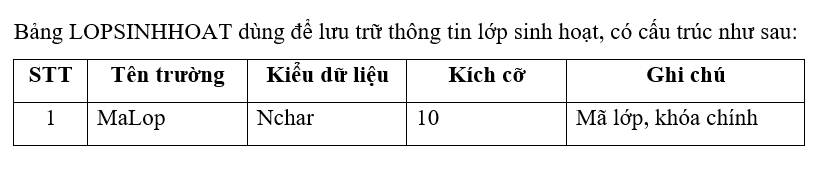 Bảng LOPSINHHOAT dùng để lưu trữ thông tin lớp sinh hoạt, có cấu trúc như sau:
STT Tên trường Kiểu dữ liệu Kích cỡ Ghi chú
1 MaLop Nchar 10 Mã lớp, khóa chính